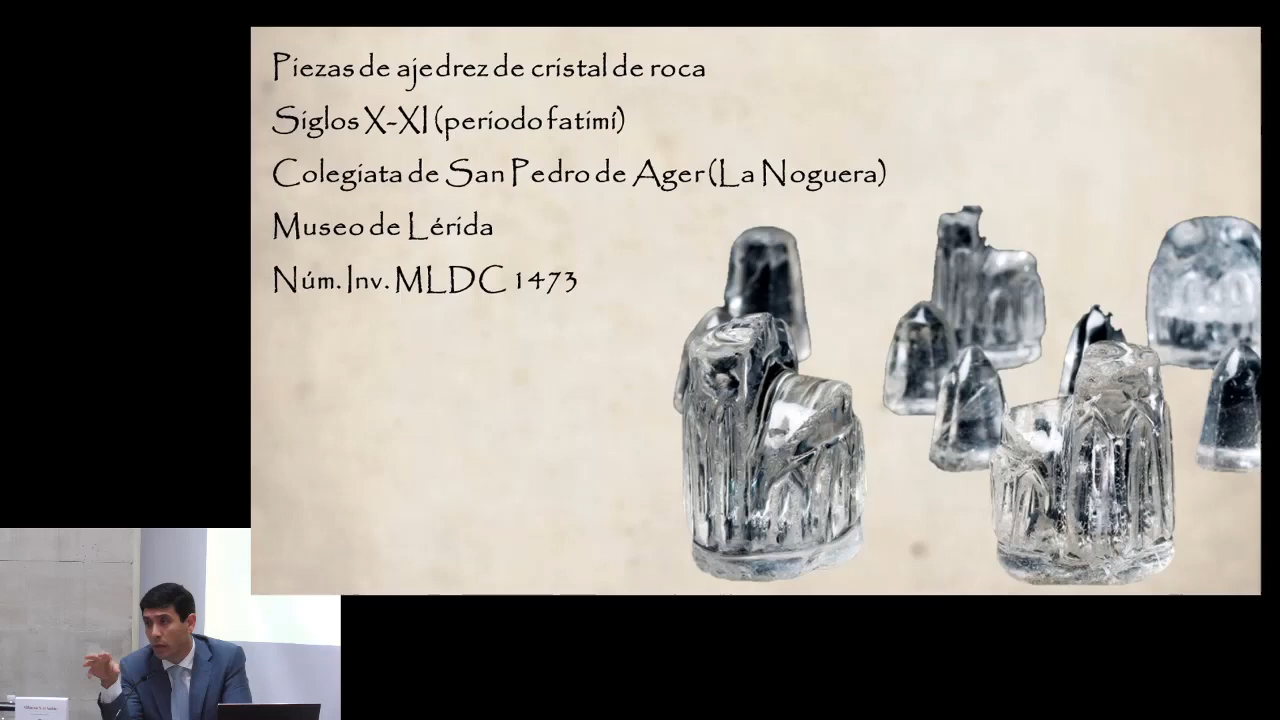 Piezas de ajedrez de cristal de roca
Siglos X-XI (periodo fatimí)
Colegiata de San Pedro de Ager (La Noguera)
Museo de Lérida
Núm. Inv. MLDC 1473